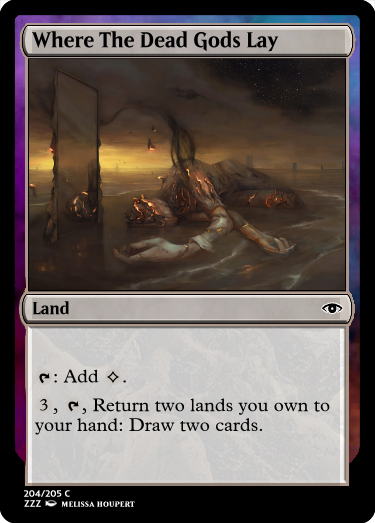 Where The Dead Gods Lay
Land
: Add .
3 , , Return two lands you own to
your hand: Draw two cards.
204/205 C
ZZZ MELISSA HOUPERT